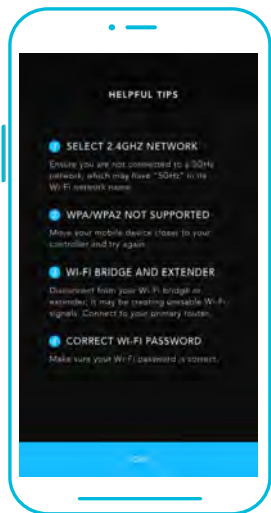 HELPFUL TIPS
1 SELECT 2.4GHZ NETWORK
Ensure you are not connected to a 5GHz
network, which may have "5GHz" in its
Wi-Fi network name.
2 WPA/WPA2 NOT SUPPORTED
Move your mobile device closer to your
controller and try again.
3 WI-FI BRIDGE AND EXTENDER
Disconnect from your Wi-Fi bridge or
extender, it may be creating unstable Wi-Fi
signals. Connect to your primary router.
4 CORRECT WI-FI PASSWORD
Make sure your Wi-Fi password is correct.